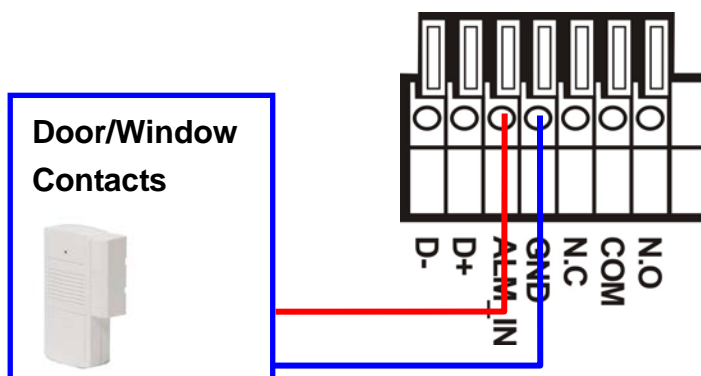 Door/Window
Contacts
D-
D+
ALM_IN
GND
N.C
COM
N.O